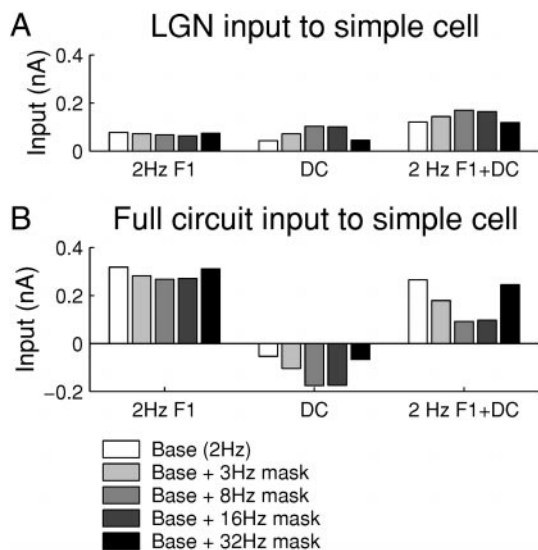 A LGN input to simple cell
Input (nA)
0.4
0.2
0
2Hz F1 DC 2 Hz F1+DC
B Full circuit input to simple cell
Input (nA)
0.4
0.2
0
−0.2
2Hz F1 DC 2 Hz F1+DC
Base (2Hz)
Base + 3Hz mask
Base + 8Hz mask
Base + 16Hz mask
Base + 32Hz mask